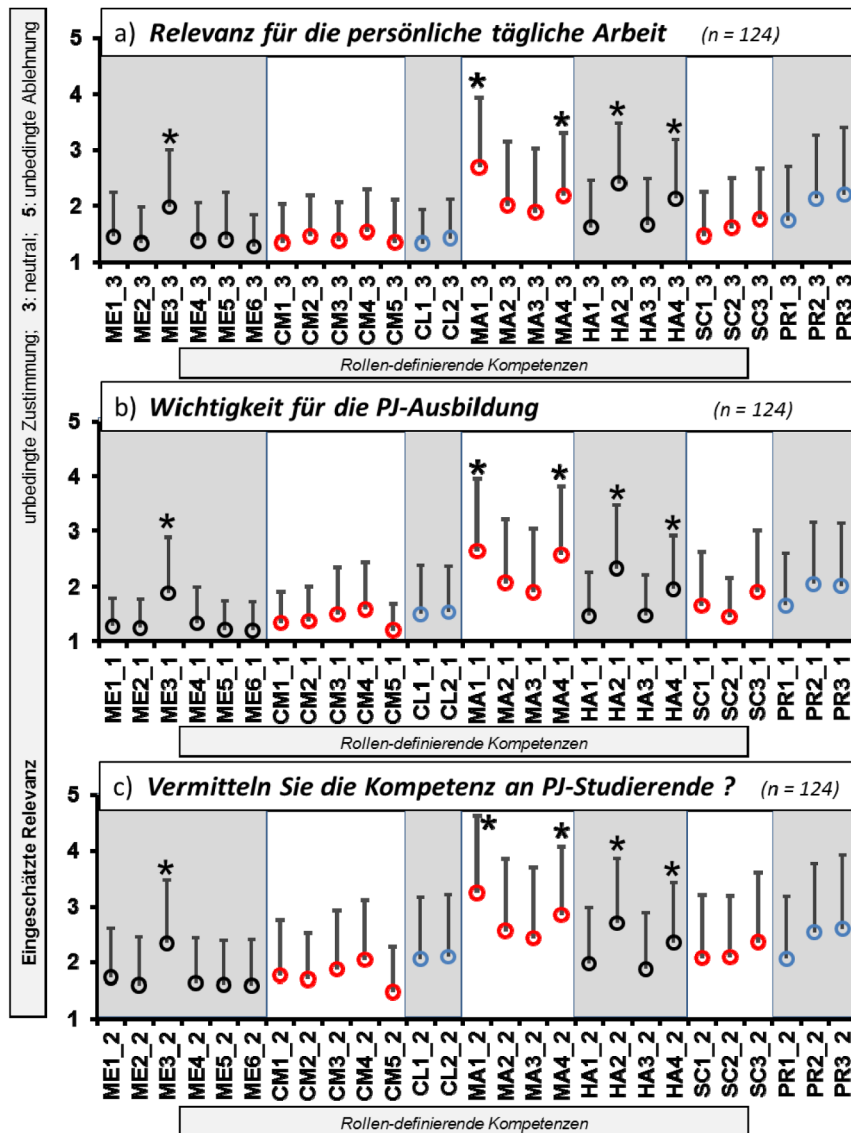 unbedingte Zustimmung; 3: neutral; 5: unbedingte Ablehnung
Eingeschätzte Relevanz
a) Relevanz für die persönliche tägliche Arbeit (n = 124)
5
4
3
2
1
* * * * *
ME1_3 ME2_3 ME3_3 ME4_3 ME5_3 ME6_3 CM1_3 CM2_3 CM3_3 CM4_3 CM5_3 CL1_3 CL2_3 MA1_3 MA2_3 MA3_3 MA4_3 HA1_3 HA2_3 HA3_3 HA4_3 SC1_3 SC2_3 SC3_3 PR1_3 PR2_3 PR3_3
Rollen-definierende Kompetenzen
b) Wichtigkeit für die PJ-Ausbildung (n = 124)
5
4
3
2
1
* * * * *
ME1_1 ME2_1 ME3_1 ME4_1 ME5_1 ME6_1 CM1_1 CM2_1 CM3_1 CM4_1 CM5_1 CL1_1 CL2_1 MA1_1 MA2_1 MA3_1 MA4_1 HA1_1 HA2_1 HA3_1 HA4_1 SC1_1 SC2_1 SC3_1 PR1_1 PR2_1 PR3_1
Rollen-definierende Kompetenzen
c) Vermitteln Sie die Kompetenz an PJ-Studierende ? (n = 124)
5
4
3
2
1
* * * * *
ME1_2 ME2_2 ME3_2 ME4_2 ME5_2 ME6_2 CM1_2 CM2_2 CM3_2 CM4_2 CM5_2 CL1_2 CL2_2 MA1_2 MA2_2 MA3_2 MA4_2 HA1_2 HA2_2 HA3_2 HA4_2 SC1_2 SC2_2 SC3_2 PR1_2 PR2_2 PR3_2
Rollen-definierende Kompetenzen